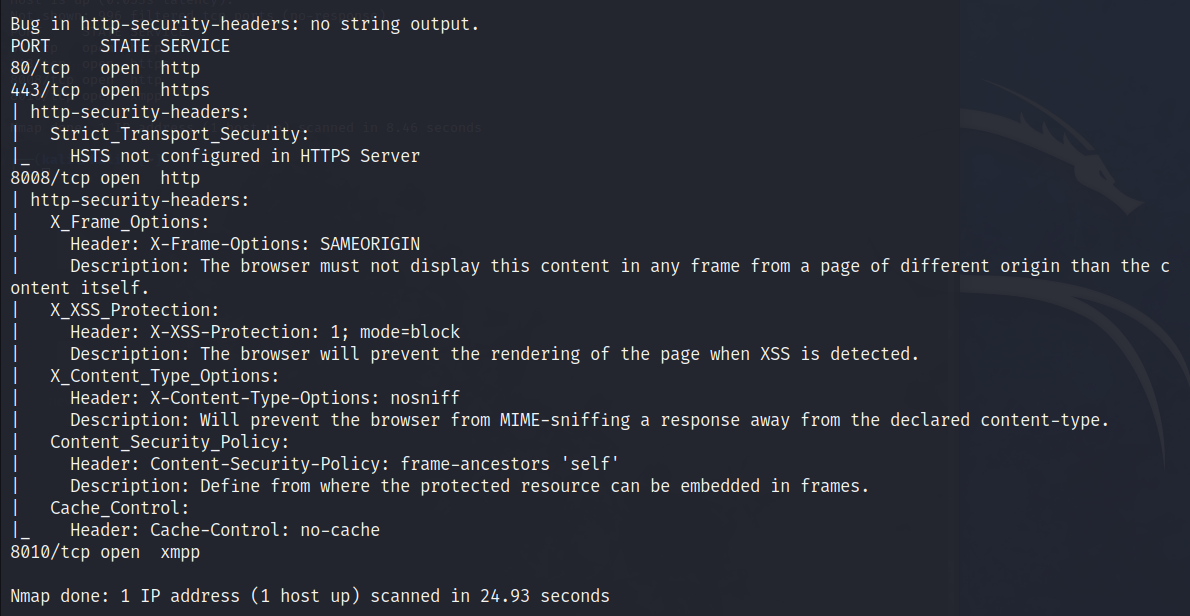 Bug in http-security-headers: no string output.
PORT     STATE SERVICE
80/tcp   open  http
443/tcp  open  https
| http-security-headers:
|   Strict_Transport_Security:
|_    HSTS not configured in HTTPS Server
8008/tcp open  http
| http-security-headers:
|   X_Frame_Options:
|     Header: X-Frame-Options: SAMEORIGIN
|     Description: The browser must not display this content in any frame from a page of different origin than the c
ontent itself.
|   X_XSS_Protection:
|     Header: X-XSS-Protection: 1; mode=block
|     Description: The browser will prevent the rendering of the page when XSS is detected.
|   X_Content_Type_Options:
|     Header: X-Content-Type-Options: nosniff
|     Description: Will prevent the browser from MIME-sniffing a response away from the declared content-type.
|   Content_Security_Policy:
|     Header: Content-Security-Policy: frame-ancestors 'self'
|     Description: Define from where the protected resource can be embedded in frames.
|   Cache_Control:
|_    Header: Cache-Control: no-cache
8010/tcp open  xmpp

Nmap done: 1 IP address (1 host up) scanned in 24.93 seconds